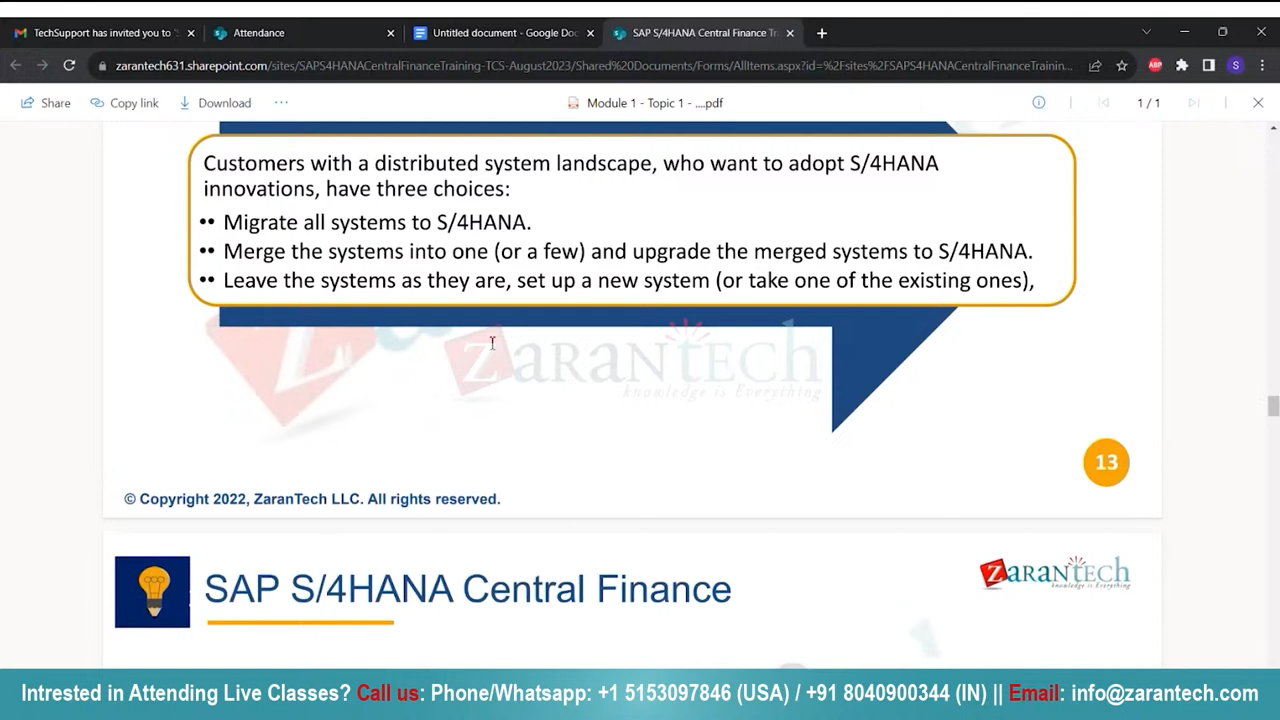 TechSupport has invited you to
Attendance
Untitled document - Google Doc
SAP S/4HANA Central Finance Tr
zarantech631.sharepoint.com/sites/SAPS4HANACentralFinanceTraining-TCS-August2023/Shared%20Documents/Forms/AllItems.aspx?id=%2Fsites%2FSAPS4HANACentralFinanceTrainin...
ABP
S
Share
Copy link
Download
Module 1 - Topic 1 - ....pdf
1 / 1
Customers with a distributed system landscape, who want to adopt S/4HANA
innovations, have three choices:
•• Migrate all systems to S/4HANA.
•• Merge the systems into one (or a few) and upgrade the merged systems to S/4HANA.
•• Leave the systems as they are, set up a new system (or take one of the existing ones),
ZARANTECH
knowledge is Everything
13
© Copyright 2022, ZaranTech LLC. All rights reserved.
SAP S/4HANA Central Finance
ZARANTECH
knowledge is Everything
Intrested in Attending Live Classes? Call us: Phone/Whatsapp: +1 5153097846 (USA) / +91 8040900344 (IN) || Email: info@zarantech.com